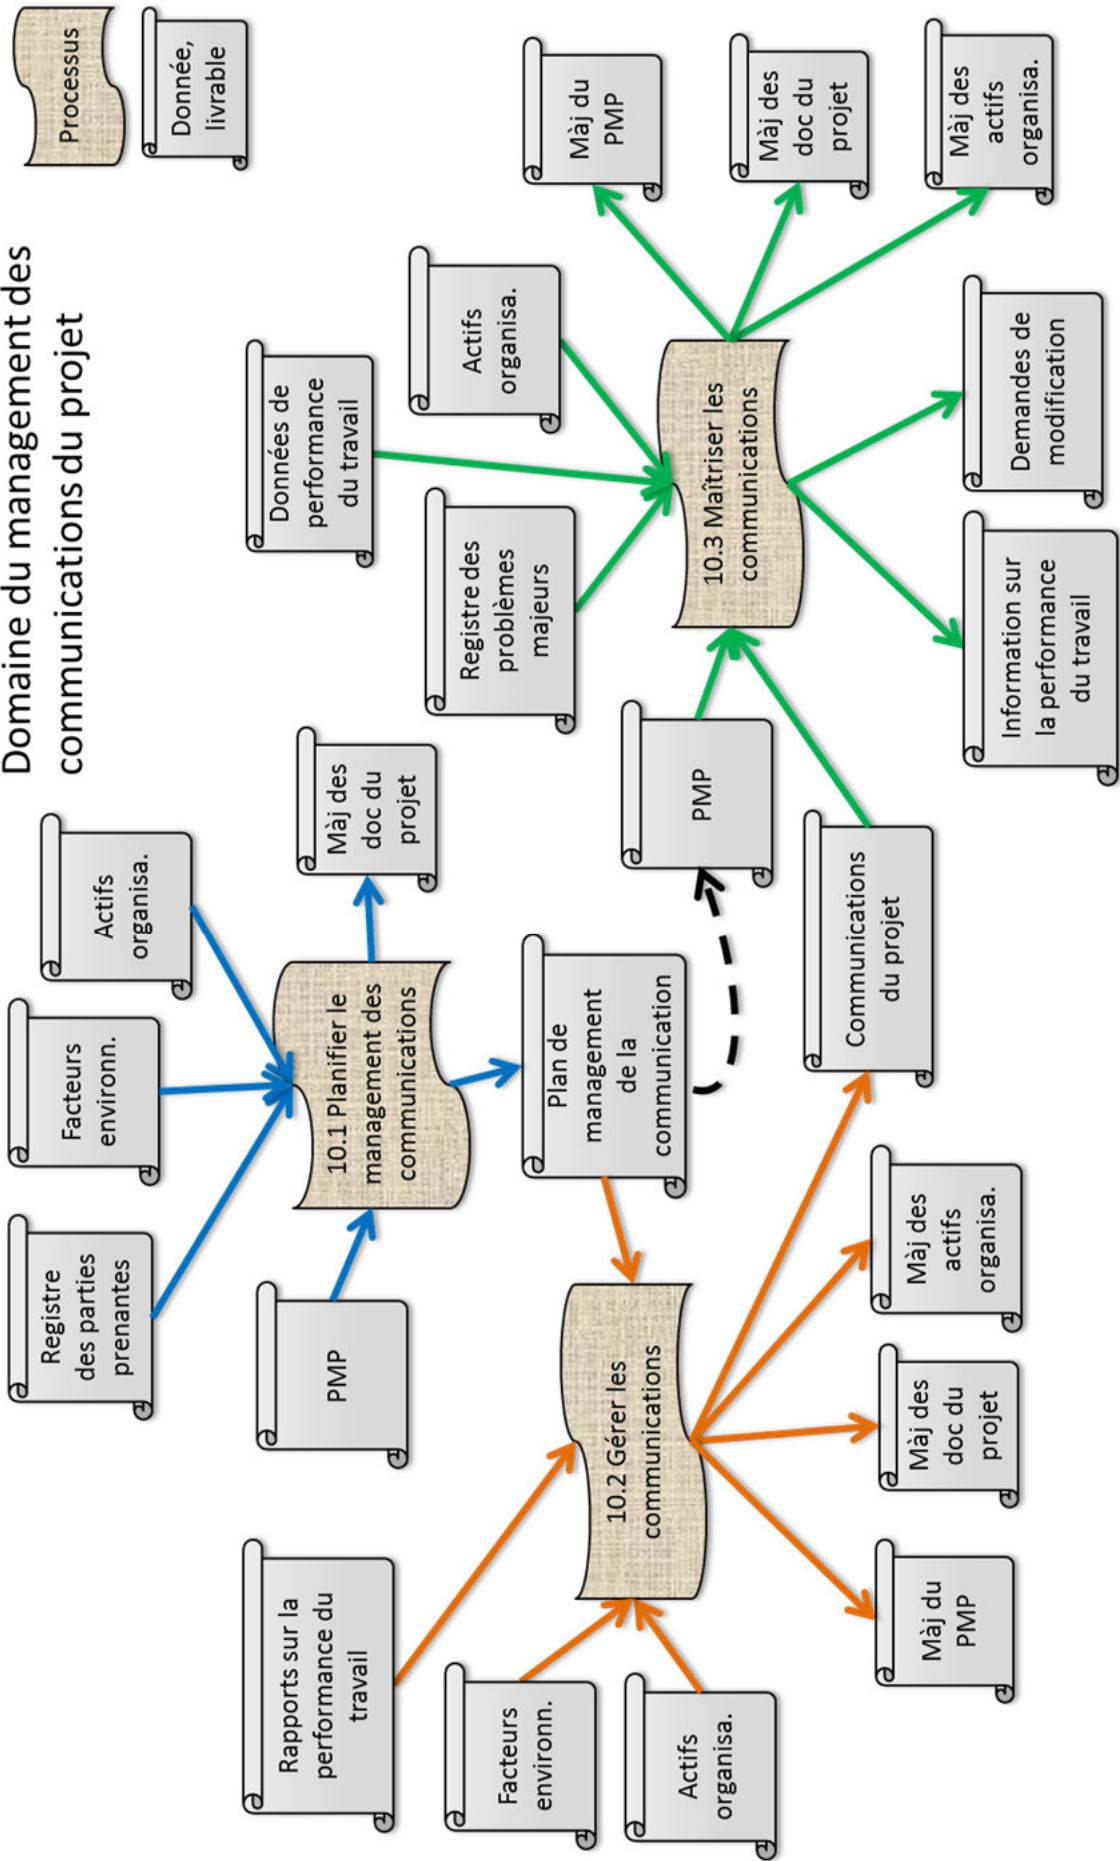 Domaine du management des
communications du projet
Processus
Donnée,
livrable
Registre
des parties
prenantes
Facteurs
environn.
Actifs
organisa.
PMP
10.1 Planifier le
management des
communications
Màj des
doc du
projet
Données de
performance
du travail
Actifs
organisa.
Registre des
problèmes
majeurs
Màj du
PMP
Màj des
doc du
projet
Màj des
actifs
organisa.
Rapports sur la
performance du
travail
Facteurs
environn.
Actifs
organisa.
10.2 Gérer les
communications
Plan de
management
de la
communication
PMP
10.3 Maîtriser les
communications
Màj du
PMP
Màj des
doc du
projet
Màj des
actifs
organisa.
Communications
du projet
Information sur
la performance
du travail
Demandes de
modification